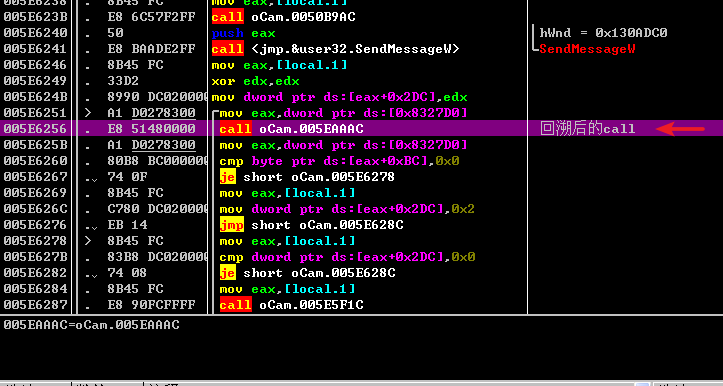 005E6238 . 8B45 FC mov eax,[local.1]
005E623B . E8 6C57F2FF call oCam.0050B9AC
005E6240 . 50 push eax hWnd = 0x130ADC0
005E6241 . E8 BAADE2FF call <jmp.&user32.SendMessageW> SendMessageW
005E6246 . 8B45 FC mov eax,[local.1]
005E6249 . 33D2 xor edx,edx
005E624B . 8990 DC020000 mov dword ptr ds:[eax+0x2DC],edx
005E6251 > A1 D0278300 mov eax,dword ptr ds:[0x8327D0]
005E6256 . E8 51480000 call oCam.005EAAAC 回溯后的call
005E625B . A1 D0278300 mov eax,dword ptr ds:[0x8327D0]
005E6260 . 80B8 BC000000 cmp byte ptr ds:[eax+0xBC],0x0
005E6267 . 74 0F je short oCam.005E6278
005E6269 . 8B45 FC mov eax,[local.1]
005E626C . C780 DC020000 mov dword ptr ds:[eax+0x2DC],0x2
005E6276 . EB 14 jmp short oCam.005E628C
005E6278 > 8B45 FC mov eax,[local.1]
005E627B . 83B8 DC020000 cmp dword ptr ds:[eax+0x2DC],0x0
005E6282 . 74 08 je short oCam.005E628C
005E6284 . 8B45 FC mov eax,[local.1]
005E6287 . E8 90FCFFFF call oCam.005E5F1C
005EAAAC=oCam.005EAAAC